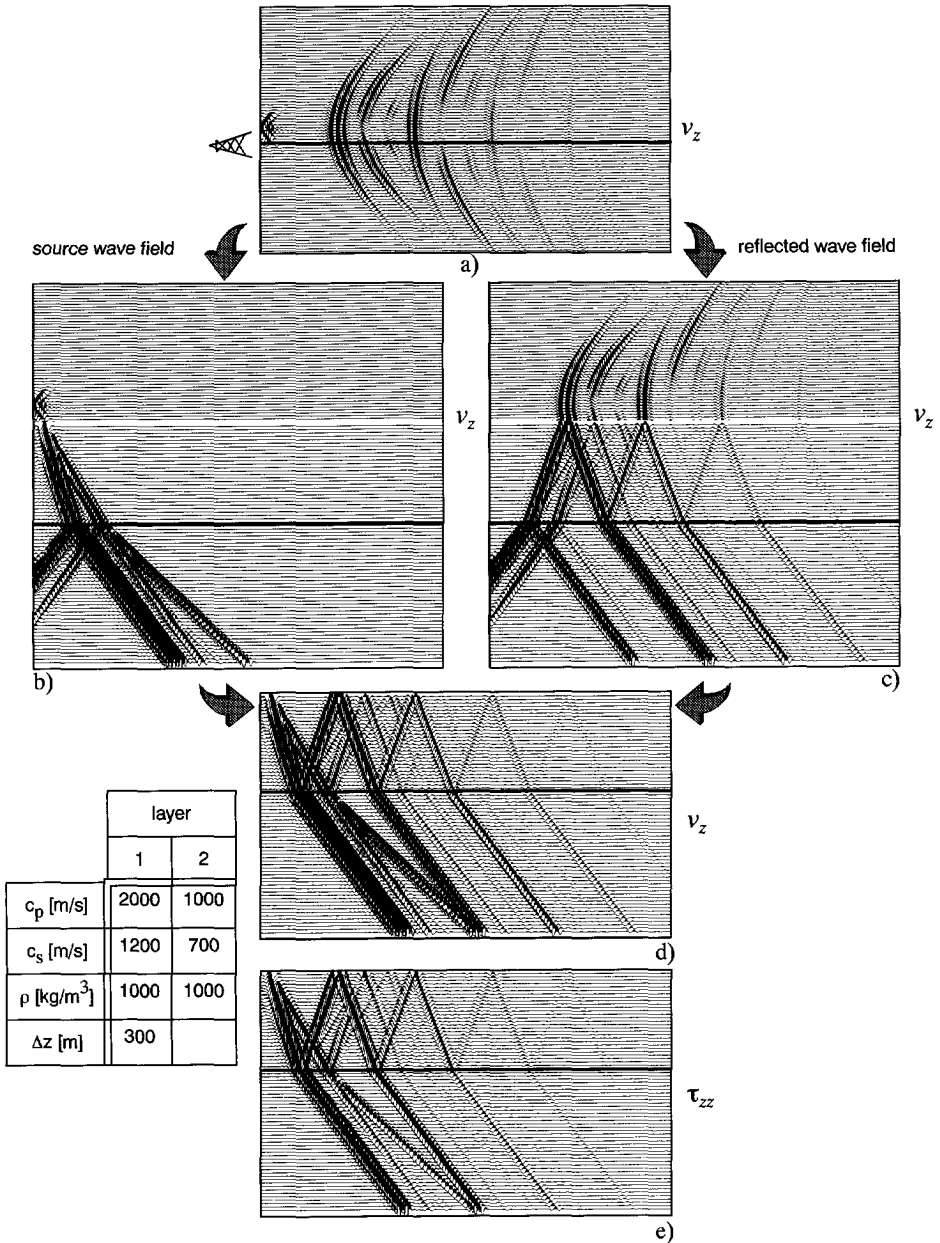 v_z
source wave field
reflected wave field
a)
v_z
v_z
b)
c)
v_z
d)
layer
1 2
c_p [m/s] 2000 1000
c_s [m/s] 1200 700
ρ [kg/m³] 1000 1000
Δz [m] 300
τ_zz
e)